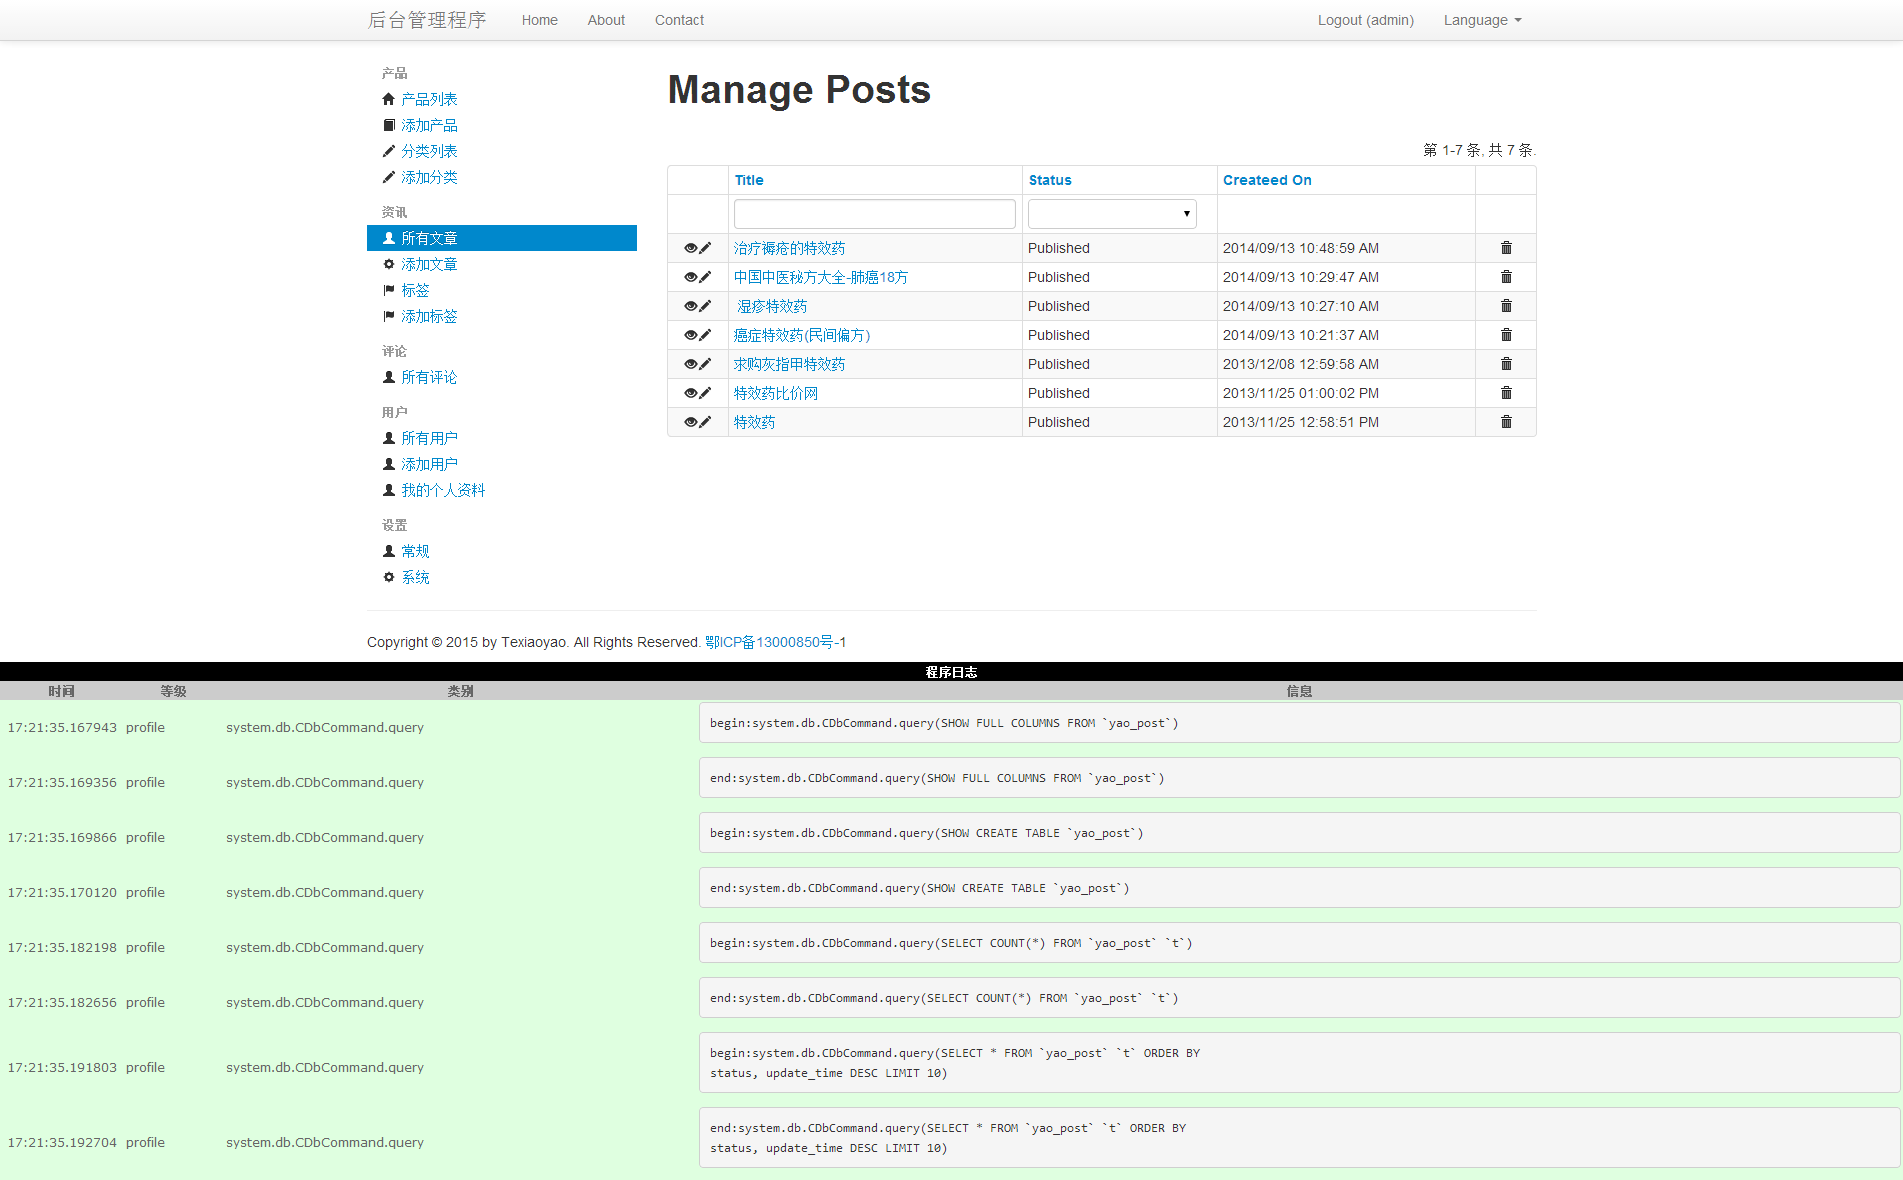 后台管理程序 Home About Contact Logout (admin) Language
产品
产品列表
添加产品
分类列表
添加分类
资讯
所有文章
添加文章
标签
添加标签
评论
所有评论
用户
所有用户
添加用户
我的个人资料
设置
常规
系统
Manage Posts
第 1-7 条, 共 7 条.
Title Status Createed On
治疗褥疮的特效药 Published 2014/09/13 10:48:59 AM
中国中医秘方大全-肺癌18方 Published 2014/09/13 10:29:47 AM
湿疹特效药 Published 2014/09/13 10:27:10 AM
癌症特效药(民间偏方) Published 2014/09/13 10:21:37 AM
求购灰指甲特效药 Published 2013/12/08 12:59:58 AM
特效药比价网 Published 2013/11/25 01:00:02 PM
特效药 Published 2013/11/25 12:58:51 PM
Copyright © 2015 by Texiaoyao. All Rights Reserved. 鄂ICP备13000850号-1
程序日志
时间 等级 类别 信息
17:21:35.167943 profile system.db.CDbCommand.query begin:system.db.CDbCommand.query(SHOW FULL COLUMNS FROM `yao_post`)
17:21:35.169356 profile system.db.CDbCommand.query end:system.db.CDbCommand.query(SHOW FULL COLUMNS FROM `yao_post`)
17:21:35.169866 profile system.db.CDbCommand.query begin:system.db.CDbCommand.query(SHOW CREATE TABLE `yao_post`)
17:21:35.170120 profile system.db.CDbCommand.query end:system.db.CDbCommand.query(SHOW CREATE TABLE `yao_post`)
17:21:35.182198 profile system.db.CDbCommand.query begin:system.db.CDbCommand.query(SELECT COUNT(*) FROM `yao_post` `t`)
17:21:35.182656 profile system.db.CDbCommand.query end:system.db.CDbCommand.query(SELECT COUNT(*) FROM `yao_post` `t`)
17:21:35.191803 profile system.db.CDbCommand.query begin:system.db.CDbCommand.query(SELECT * FROM `yao_post` `t` ORDER BY
status, update_time DESC LIMIT 10)
17:21:35.192704 profile system.db.CDbCommand.query end:system.db.CDbCommand.query(SELECT * FROM `yao_post` `t` ORDER BY
status, update_time DESC LIMIT 10)